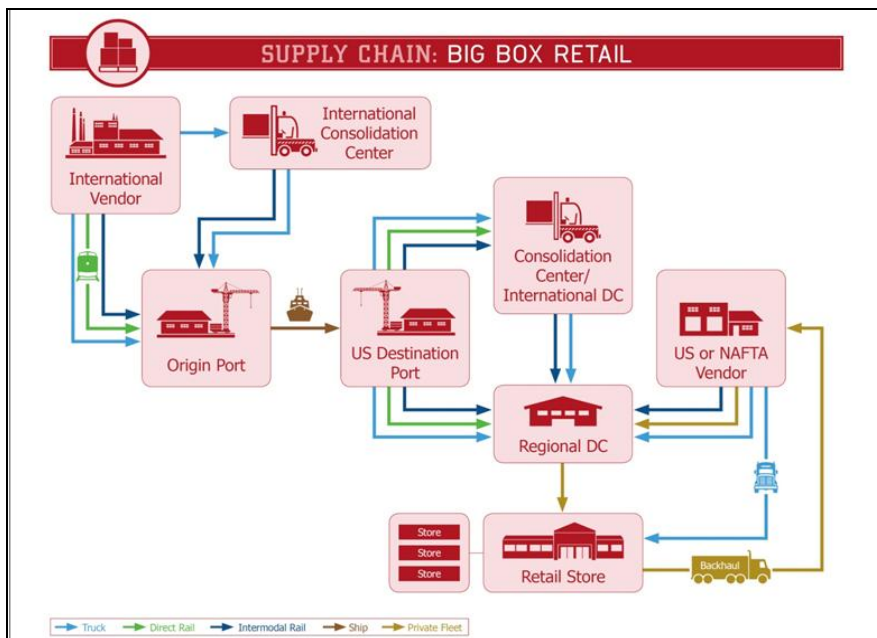 SUPPLY CHAIN: BIG BOX RETAIL
International
Vendor
International
Consolidation
Center
Origin Port
US Destination
Port
Consolidation
Center/
International DC
US or NAFTA
Vendor
Regional DC
Store
Store
Store
Retail Store
Backhaul
Truck
Direct Rail
Intermodal Rail
Ship
Private Fleet